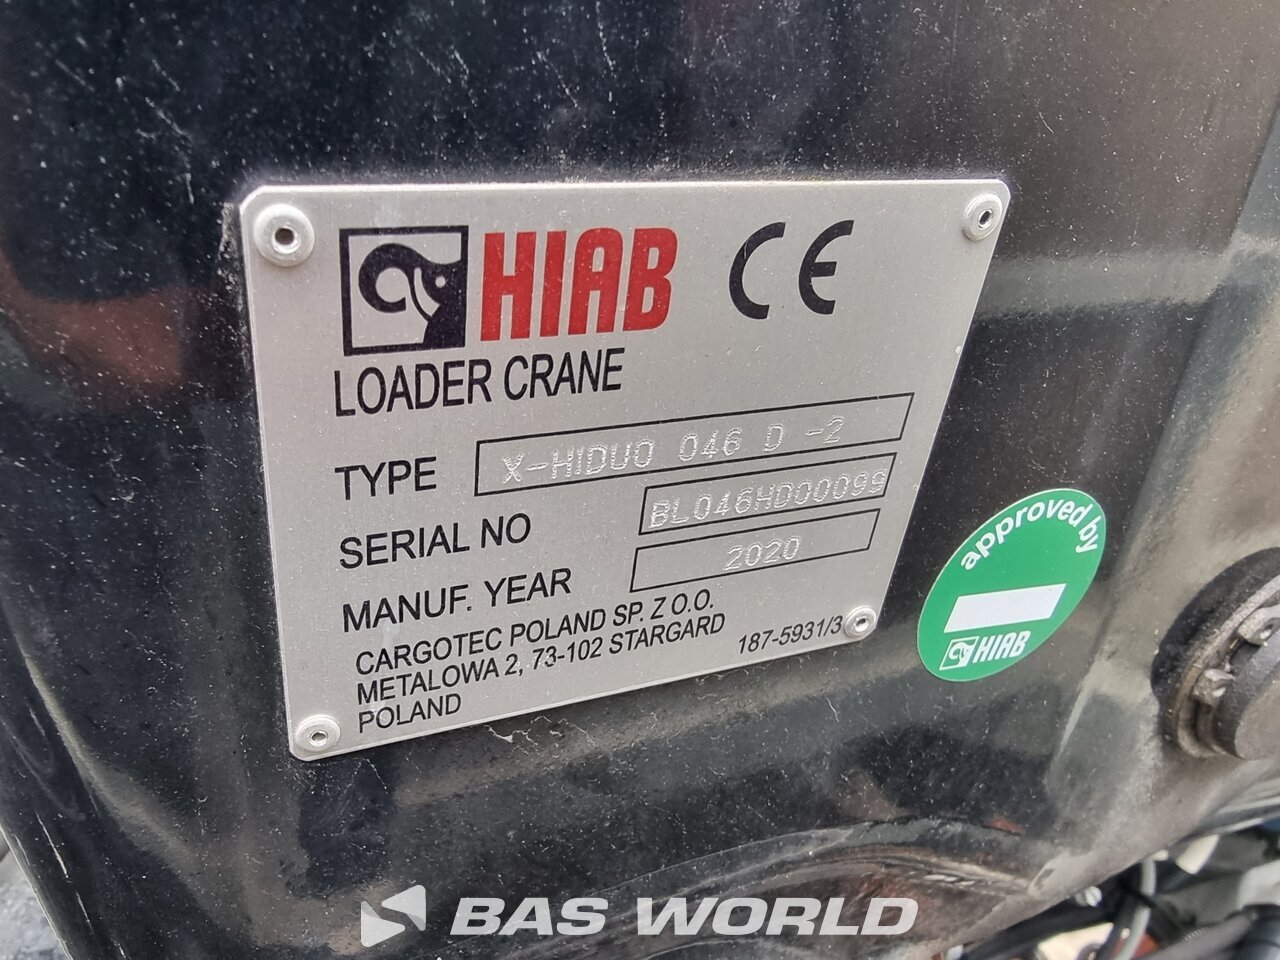 HIAB CE
LOADER CRANE
TYPE X-HIDUO 046 D -2
SERIAL NO BL046HD00099
MANUF. YEAR 2020
CARGOTEC POLAND SP. Z O.O.
METALOWA 2, 73-102 STARGARD 187-5931/3
POLAND
approved by
HIAB
BAS WORLD